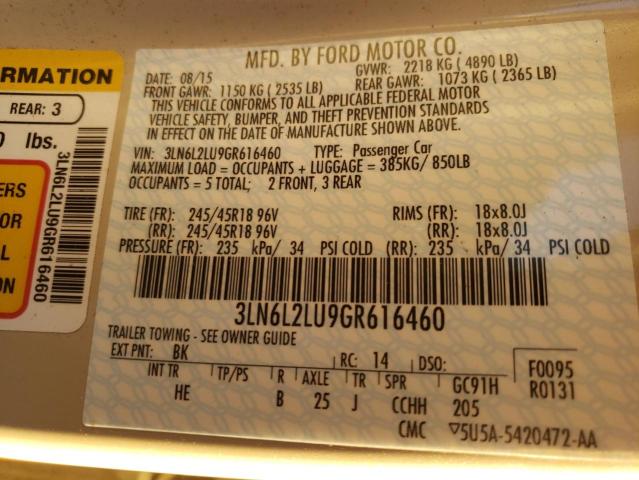 RMATION
REAR: 3
0 lbs.
ERS
OR
L
ON
3LN6L2LU9GR616460
MFD. BY FORD MOTOR CO.
DATE: 08/15 GVWR: 2218 KG ( 4890 LB)
FRONT GAWR: 1150 KG ( 2535 LB) REAR GAWR: 1073 KG ( 2365 LB)
THIS VEHICLE CONFORMS TO ALL APPLICABLE FEDERAL MOTOR
VEHICLE SAFETY, BUMPER, AND THEFT PREVENTION STANDARDS
IN EFFECT ON THE DATE OF MANUFACTURE SHOWN ABOVE.
VIN: 3LN6L2LU9GR616460 TYPE: Passenger Car
MAXIMUM LOAD = OCCUPANTS + LUGGAGE = 385KG/ 850LB
OCCUPANTS = 5 TOTAL; 2 FRONT, 3 REAR
TIRE (FR): 245/45R18 96V RIMS (FR): 18x8.0J
(RR): 245/45R18 96V (RR): 18x8.0J
PRESSURE (FR): 235 kPa/ 34 PSI COLD (RR): 235 kPa/ 34 PSI COLD
3LN6L2LU9GR616460
TRAILER TOWING - SEE OWNER GUIDE
EXT PNT: BK RC: 14 DSO: F0095
INT TR TP/PS R AXLE TR SPR GC91H R0131
HE B 25 J CCHH 205
CMC ▽5U5A-5420472-AA